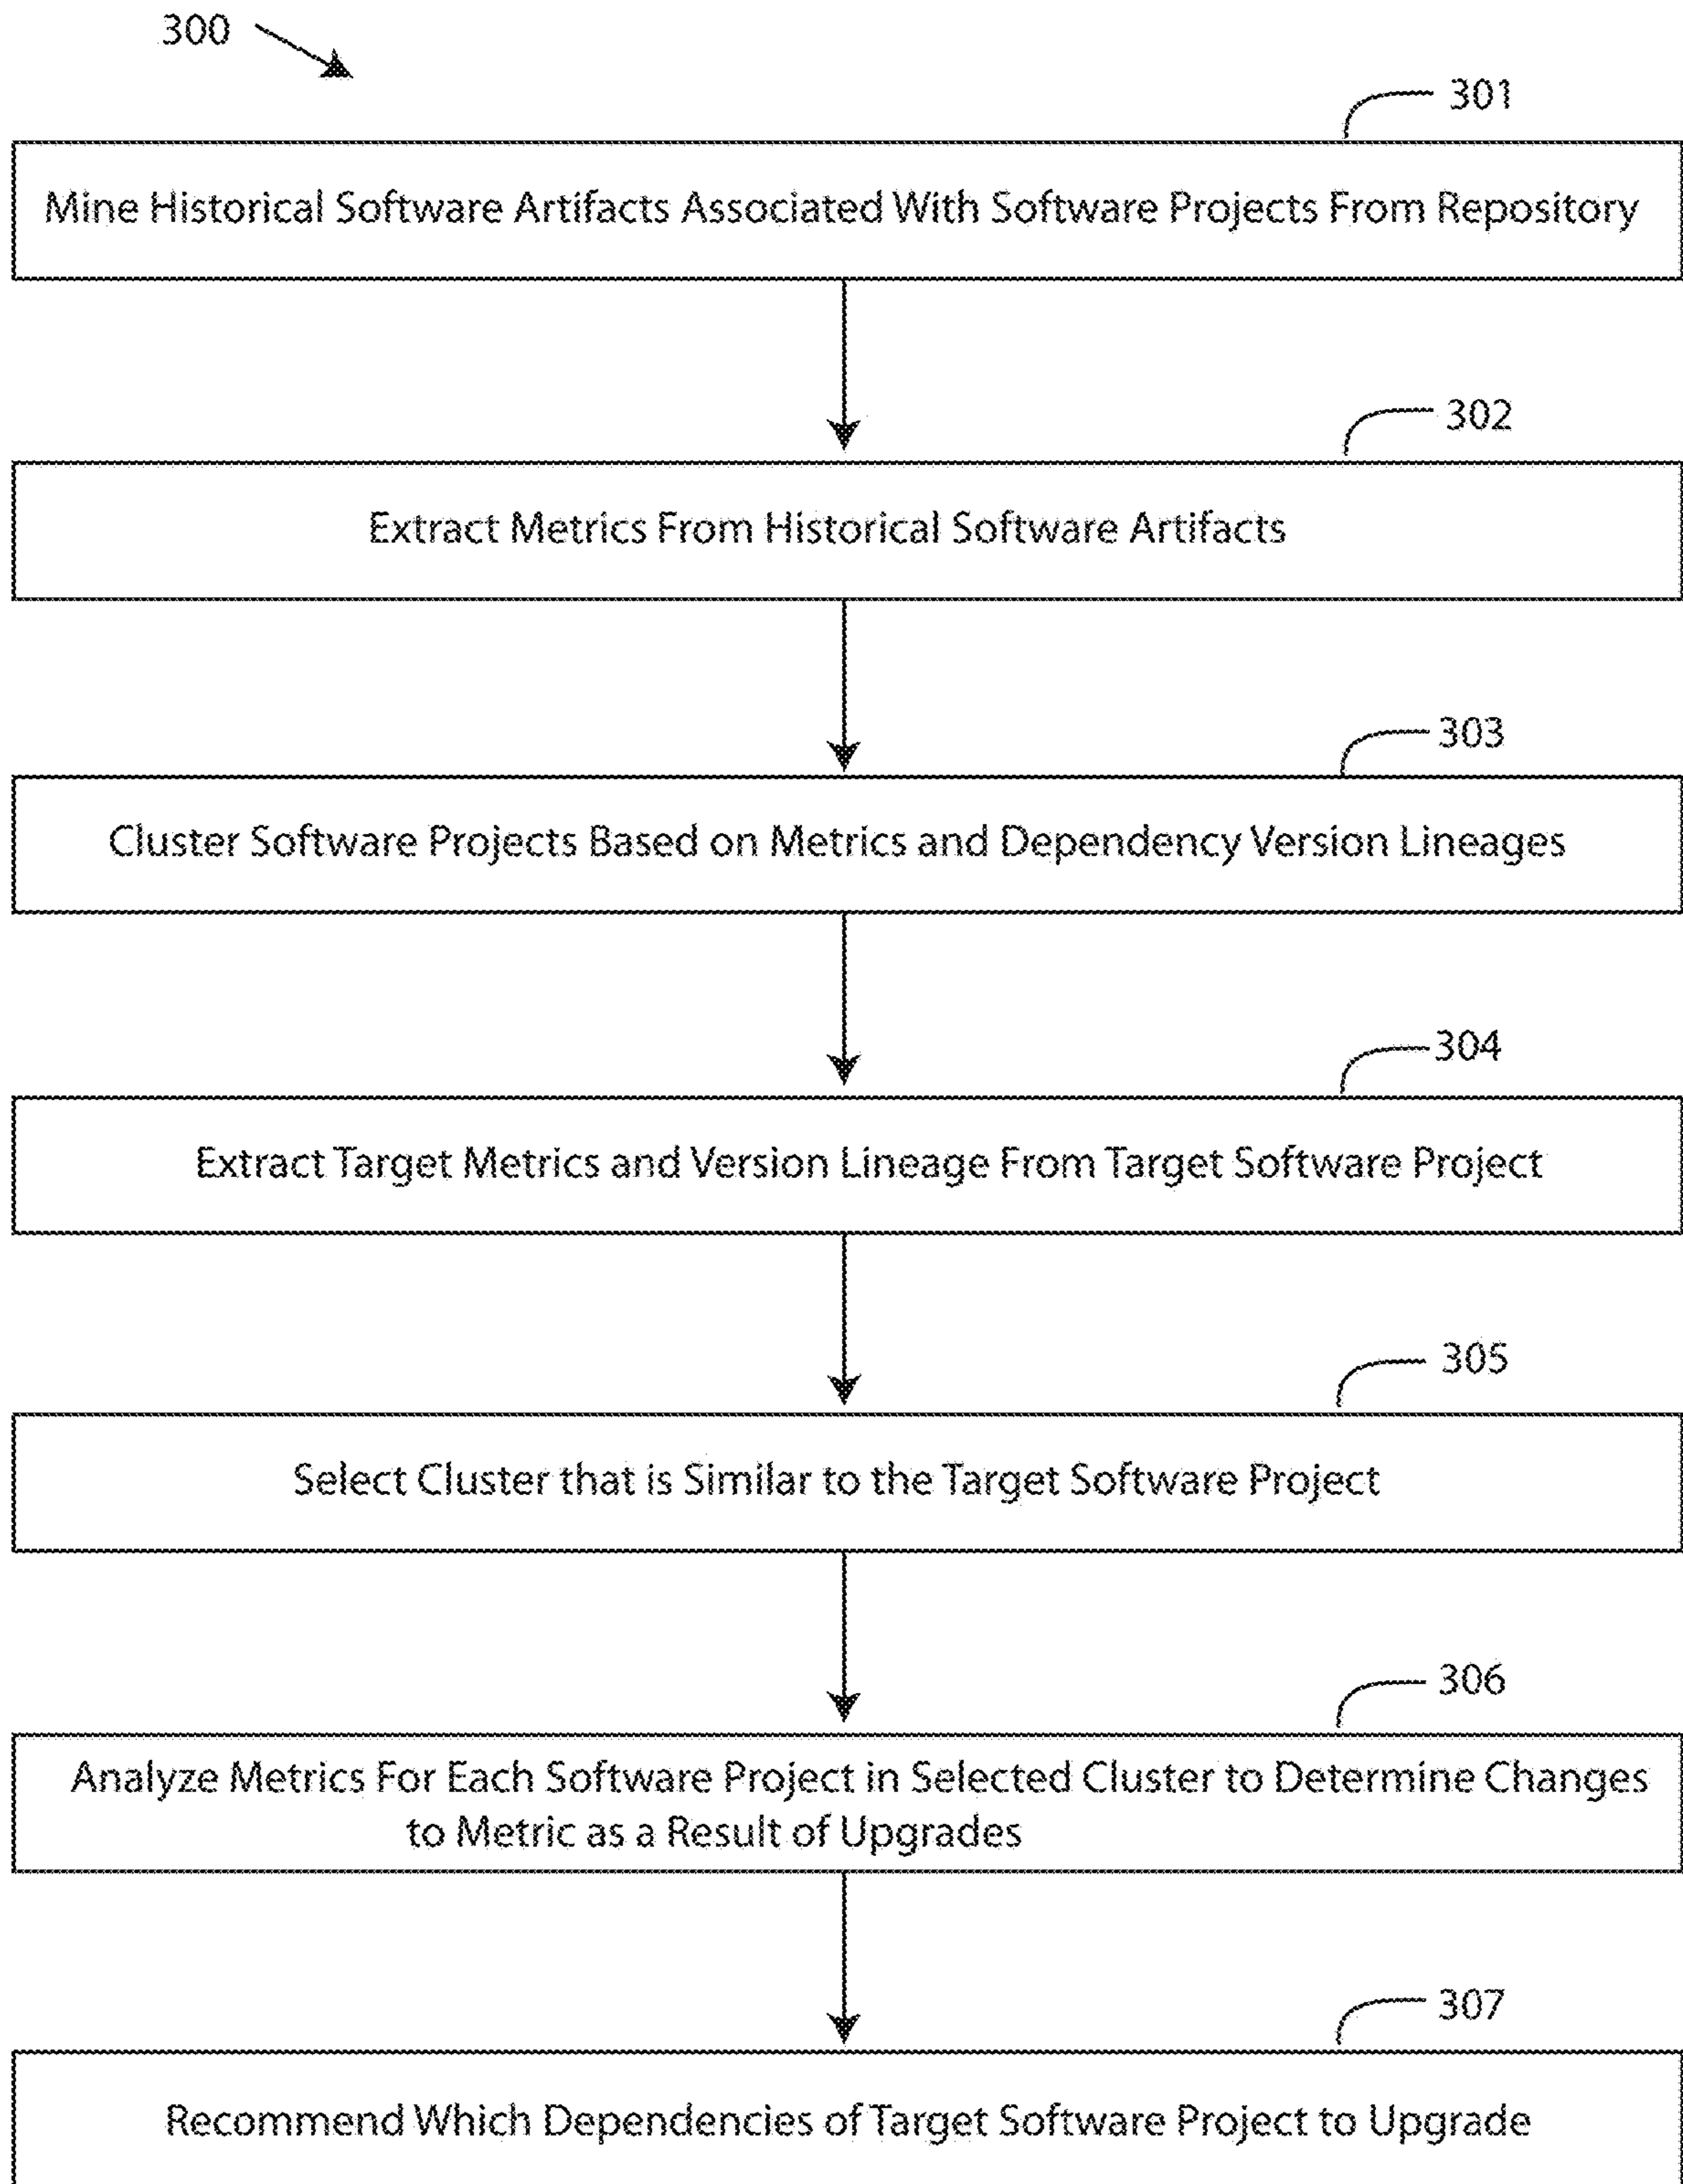 300
301
Mine Historical Software Artifacts Associated With Software Projects From Repository
302
Extract Metrics From Historical Software Artifacts
303
Cluster Software Projects Based on Metrics and Dependency Version Lineages
304
Extract Target Metrics and Version Lineage From Target Software Project
305
Select Cluster that is Similar to the Target Software Project
306
Analyze Metrics For Each Software Project in Selected Cluster to Determine Changes
to Metric as a Result of Upgrades
307
Recommend Which Dependencies of Target Software Project to Upgrade